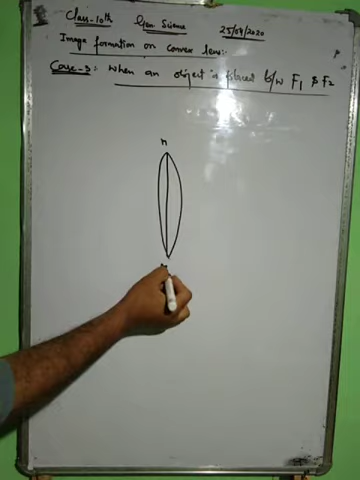 Class-10th Gen Science 25/04/2020
Image formation on convex lens:-
Case-3: When an object is placed b/w F1 & F2
n